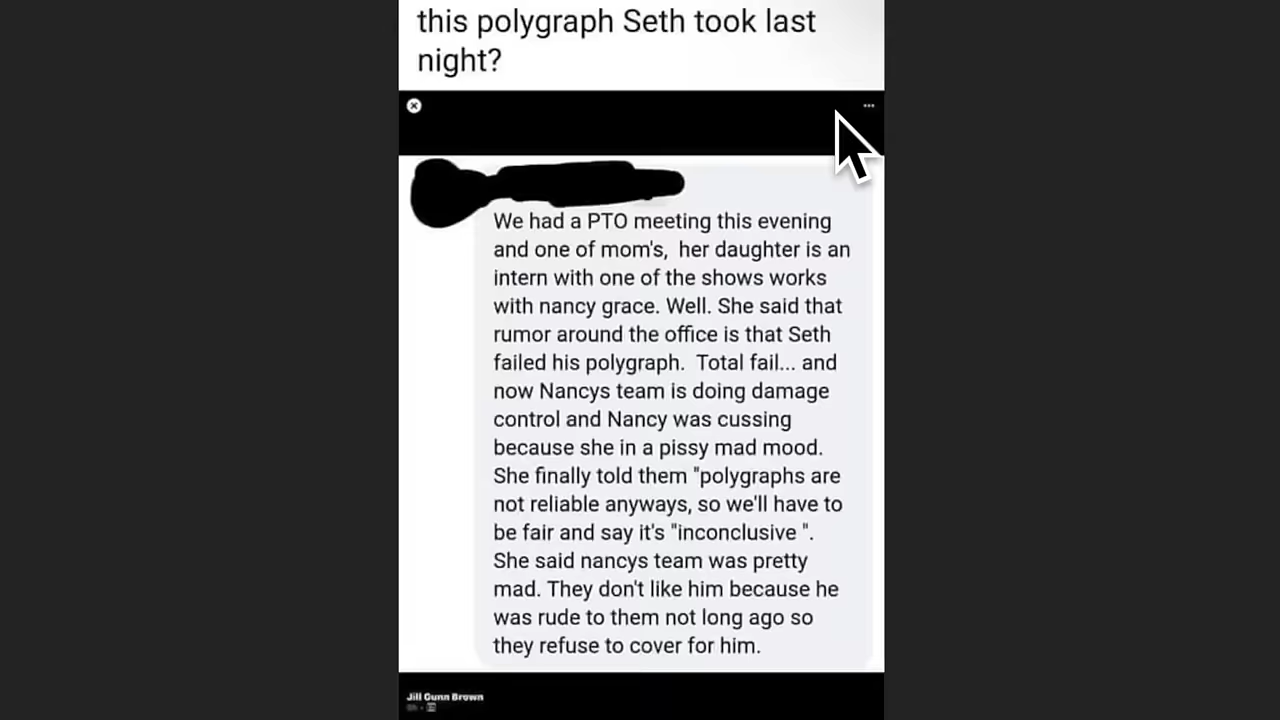 this polygraph Seth took last
night?
We had a PTO meeting this evening
and one of mom's,  her daughter is an
intern with one of the shows works
with nancy grace. Well. She said that
rumor around the office is that Seth
failed his polygraph.  Total fail... and
now Nancys team is doing damage
control and Nancy was cussing
because she in a pissy mad mood.
She finally told them "polygraphs are
not reliable anyways, so we'll have to
be fair and say it's "inconclusive ".
She said nancys team was pretty
mad. They don't like him because he
was rude to them not long ago so
they refuse to cover for him.
Jill Gunn Brown